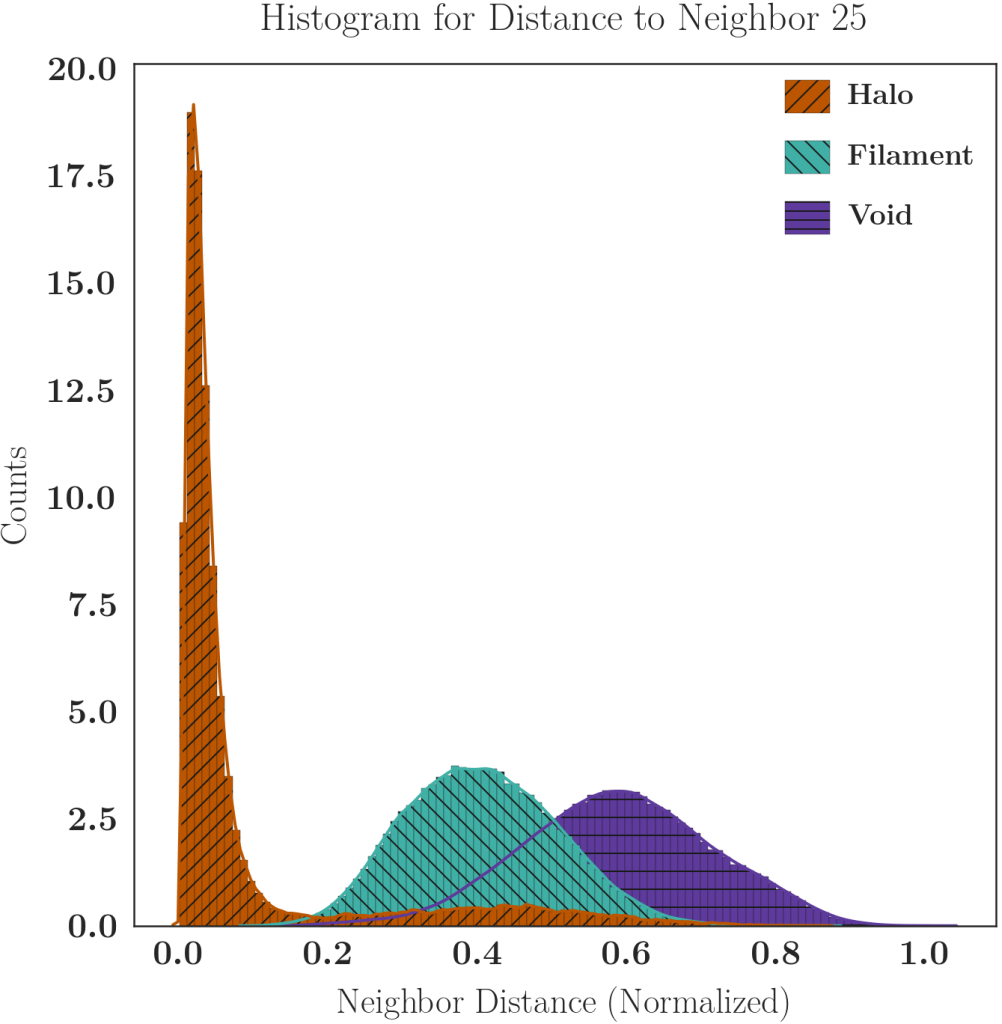 Histogram for Distance to Neighbor 25
Halo
Filament
Void
Counts
20.0
17.5
15.0
12.5
10.0
7.5
5.0
2.5
0.0
0.0 0.2 0.4 0.6 0.8 1.0
Neighbor Distance (Normalized)